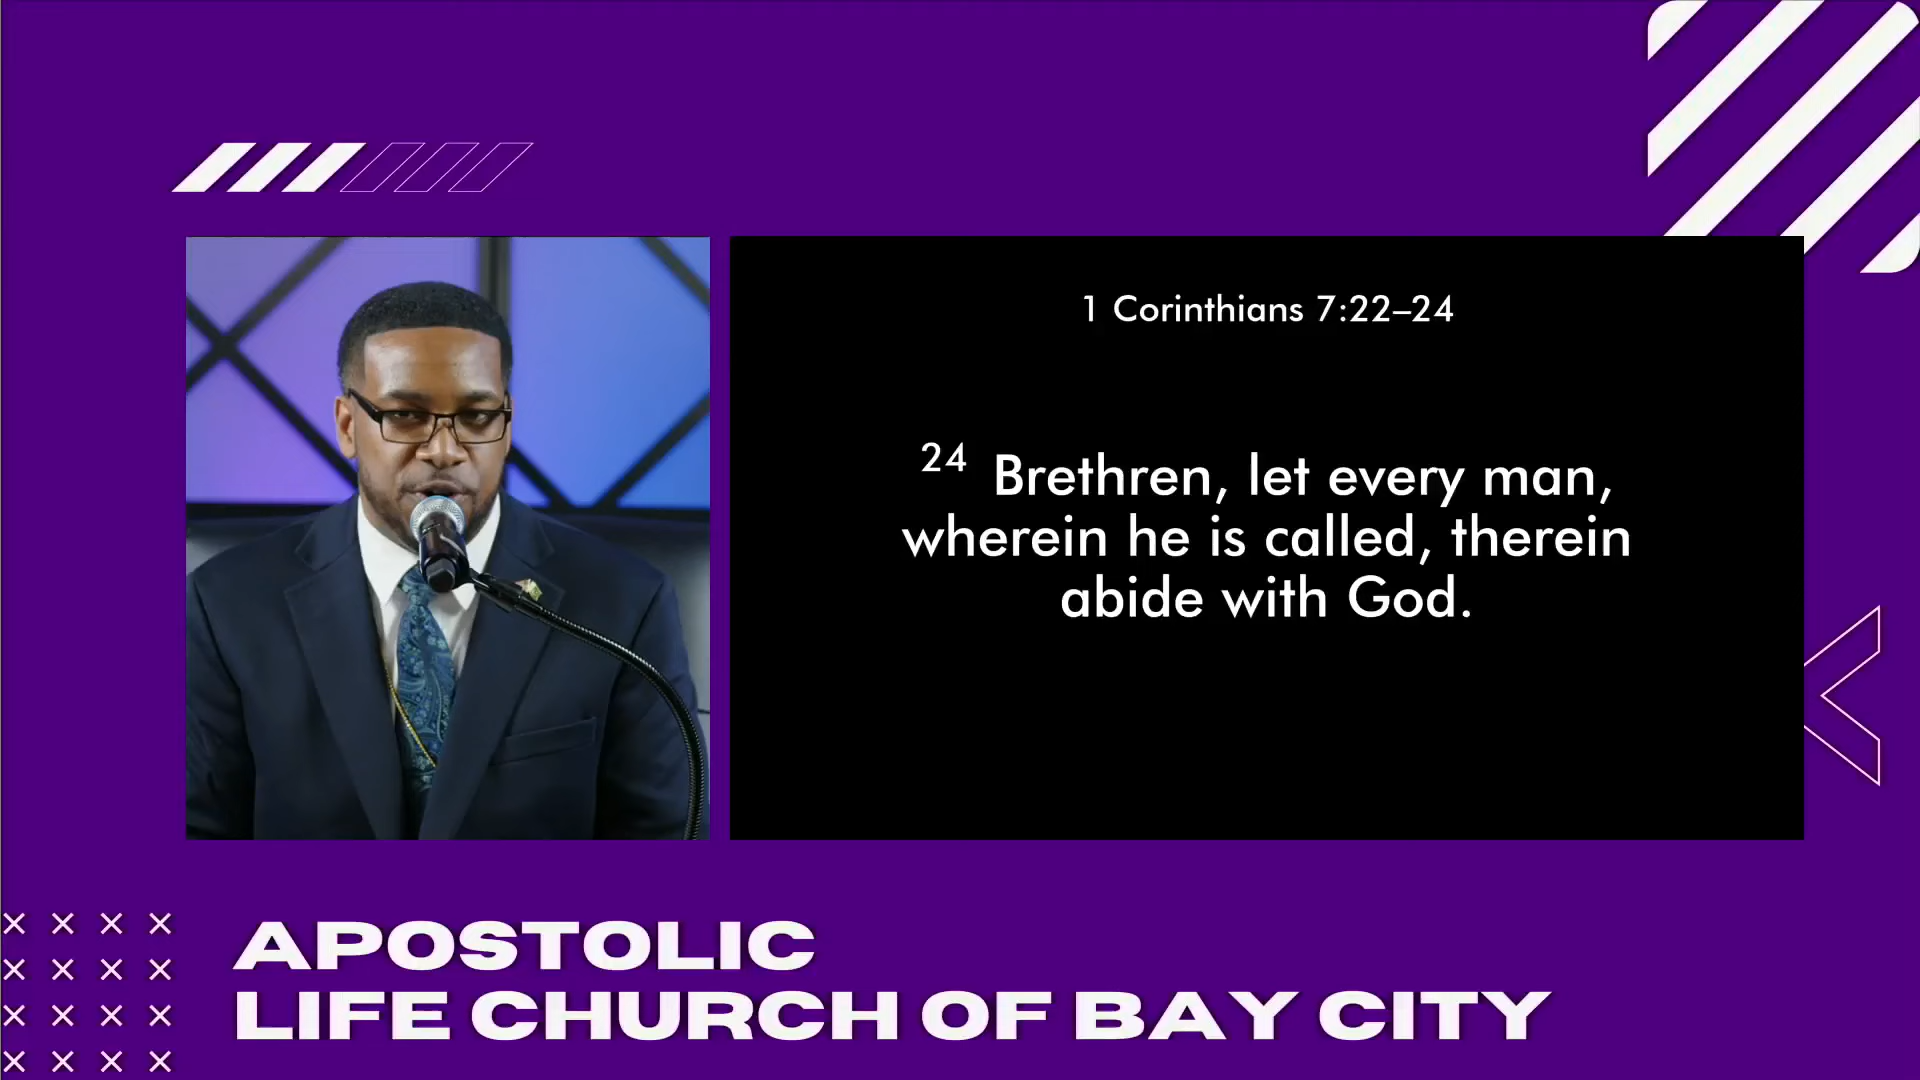 1 Corinthians 7:22–24
24 Brethren, let every man,
wherein he is called, therein
abide with God.
APOSTOLIC
LIFE CHURCH OF BAY CITY